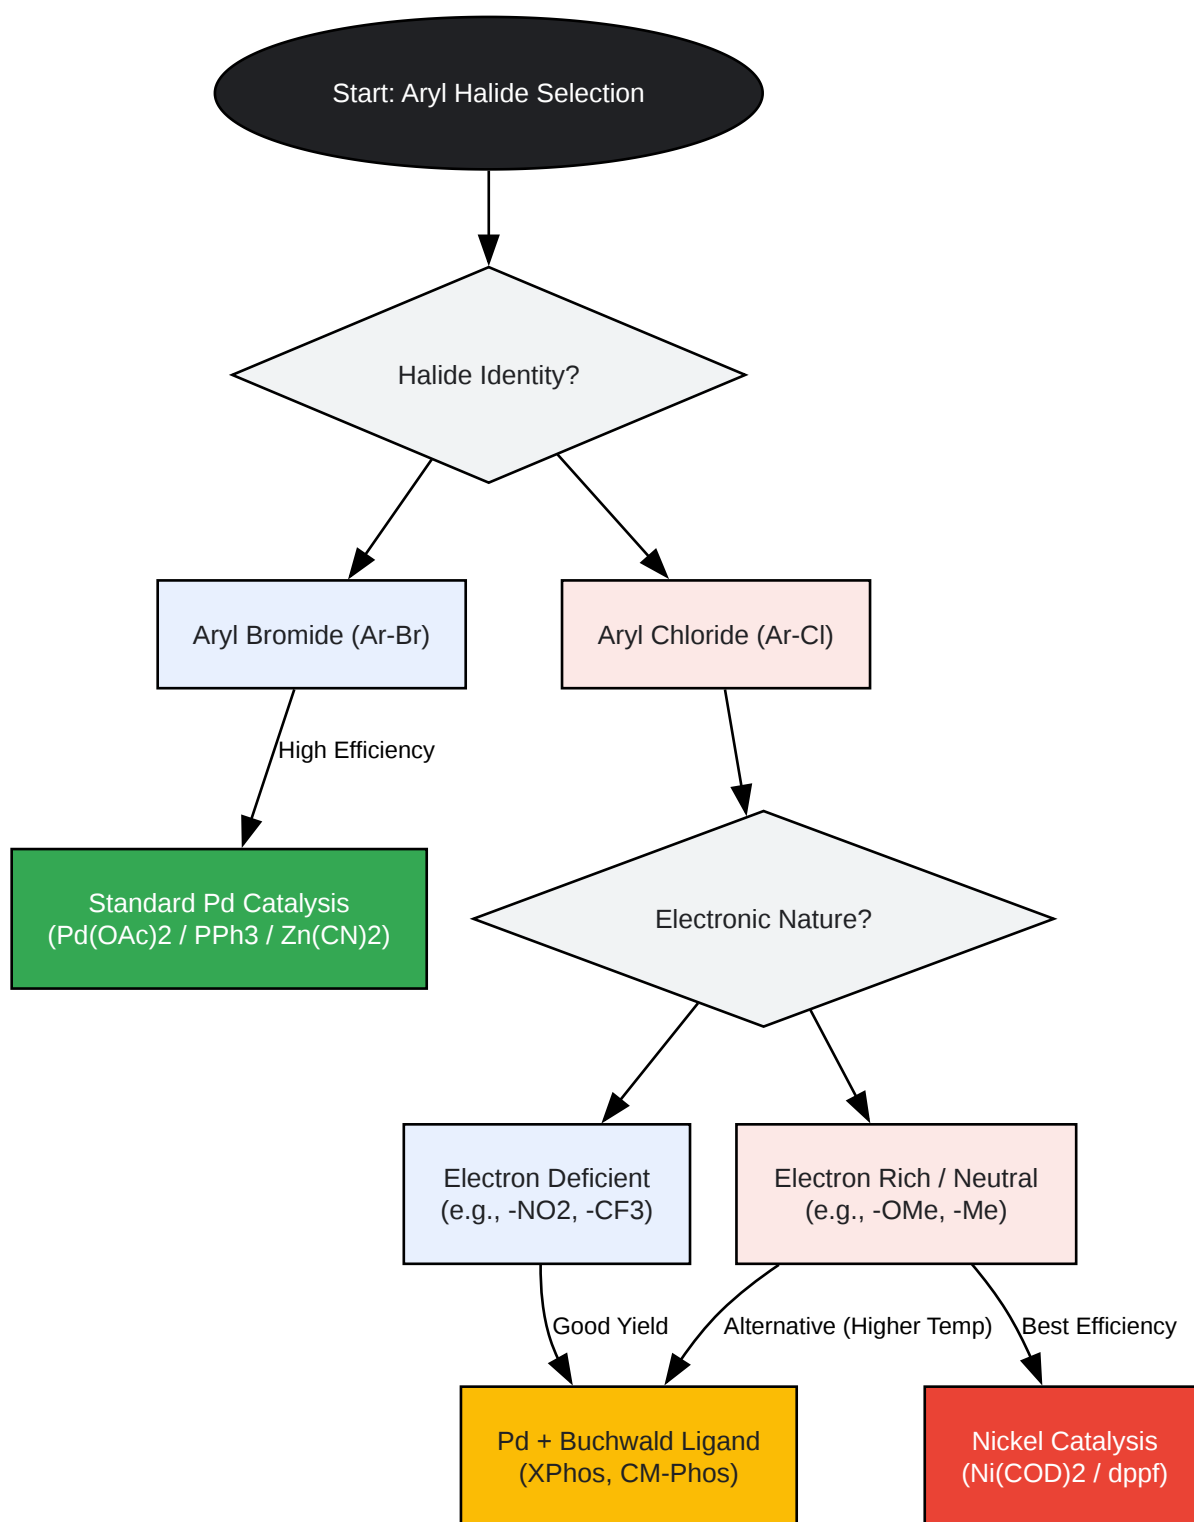 Start: Aryl Halide Selection
Halide Identity?
Aryl Bromide (Ar-Br)
Aryl Chloride (Ar-Cl)
High Efficiency
Standard Pd Catalysis
(Pd(OAc)2 / PPh3 / Zn(CN)2)
Electronic Nature?
Electron Deficient
(e.g., -NO2, -CF3)
Electron Rich / Neutral
(e.g., -OMe, -Me)
Good Yield
Alternative (Higher Temp)
Best Efficiency
Pd + Buchwald Ligand
(XPhos, CM-Phos)
Nickel Catalysis
(Ni(COD)2 / dppf)